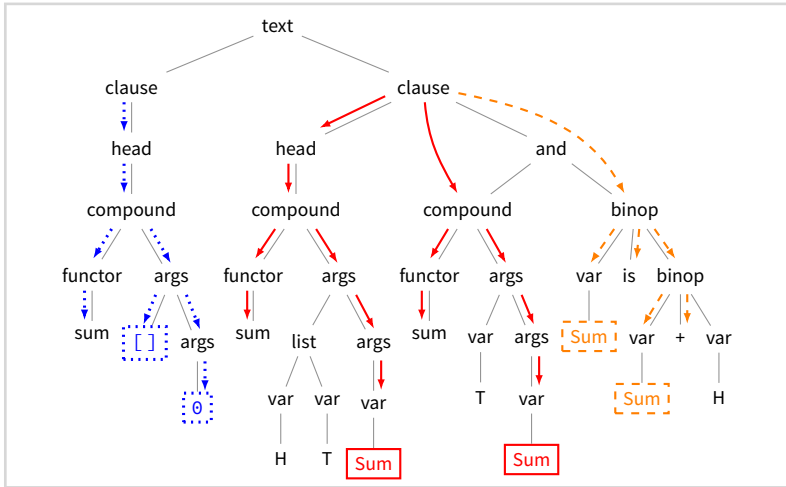 text
clause clause
head head and
compound compound compound binop
functor args functor args functor args var is binop
sum [] args sum list args sum var args Sum var + var
0 var var var T var Sum H
H T Sum Sum